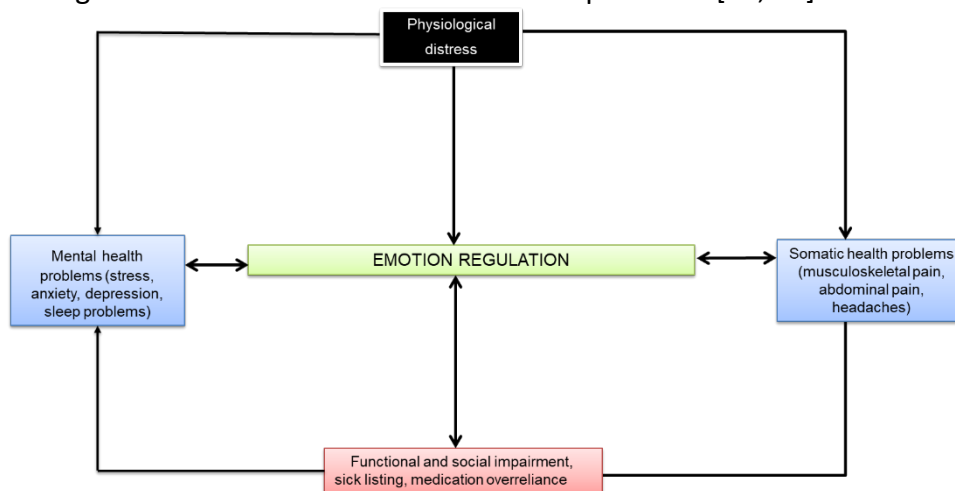 Physiological
distress
Mental health
problems (stress,
anxiety, depression,
sleep problems)
EMOTION REGULATION
Somatic health problems
(musculoskeletal pain,
abdominal pain,
headaches)
Functional and social impairment,
sick listing, medication overreliance